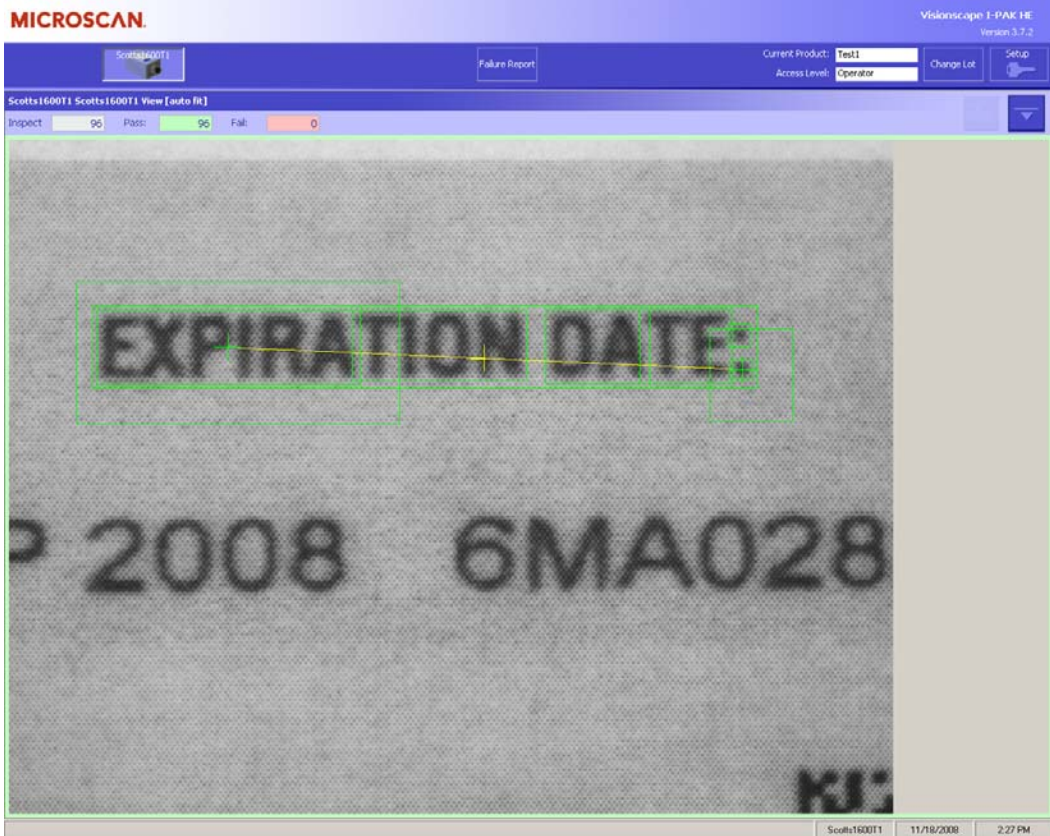 MICROSCAN.
Visionscape I-PAK HE
Version 3.7.2
Scotts1600T1
Failure Report
Current Product: Test1
Access Level: Operator
Change Lot
Setup
Scotts1600T1 Scotts1600T1 View [auto fit]
Inspect 96 Pass: 96 Fail: 0
EXPIRATION DATE:
P 2008 6MA028
Scotts1600T1 11/18/2008 2:27 PM